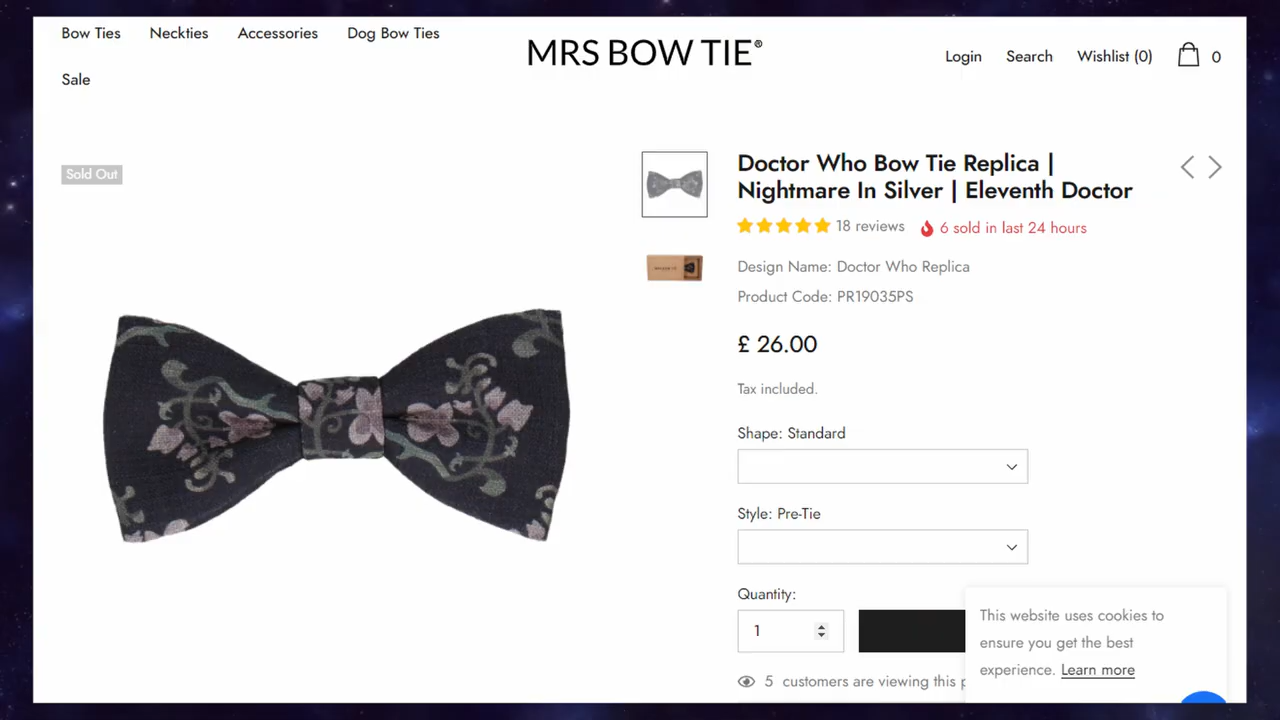 Bow Ties
Neckties
Accessories
Dog Bow Ties
Sale
MRS BOW TIE®
Login
Search
Wishlist (0)
0
Sold Out
Doctor Who Bow Tie Replica |
Nightmare In Silver | Eleventh Doctor
18 reviews
6 sold in last 24 hours
Design Name: Doctor Who Replica
Product Code: PR19035PS
£ 26.00
Tax included.
Shape: Standard
Style: Pre-Tie
Quantity:
1
5 customers are viewing this p
This website uses cookies to
ensure you get the best
experience. Learn more